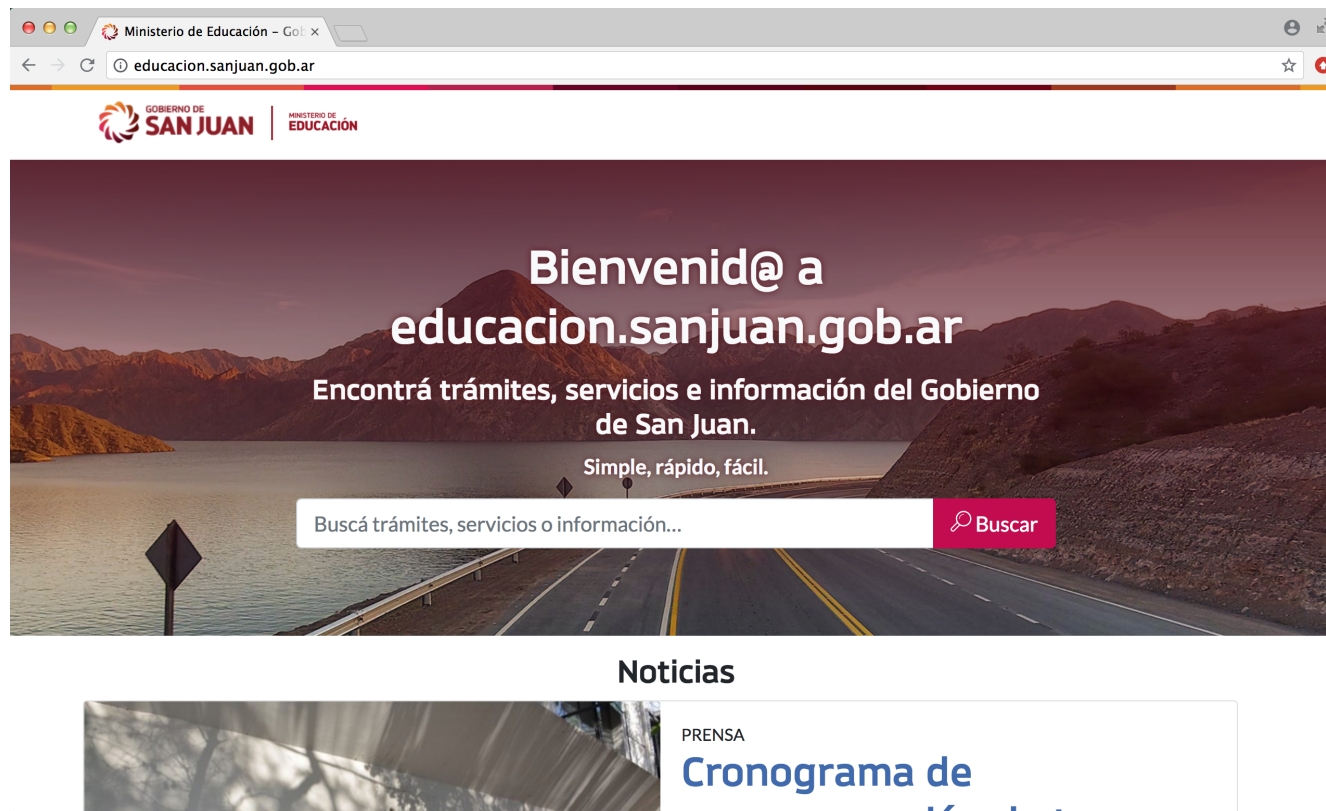 Ministerio de Educación – Gob
educacion.sanjuan.gob.ar
GOBIERNO DE
SAN JUAN
MINISTERIO DE
EDUCACIÓN
Bienvenid@ a
educacion.sanjuan.gob.ar
Encontrá trámites, servicios e información del Gobierno
de San Juan.
Simple, rápido, fácil.
Buscá trámites, servicios o información...
Buscar
Noticias
PRENSA
Cronograma de